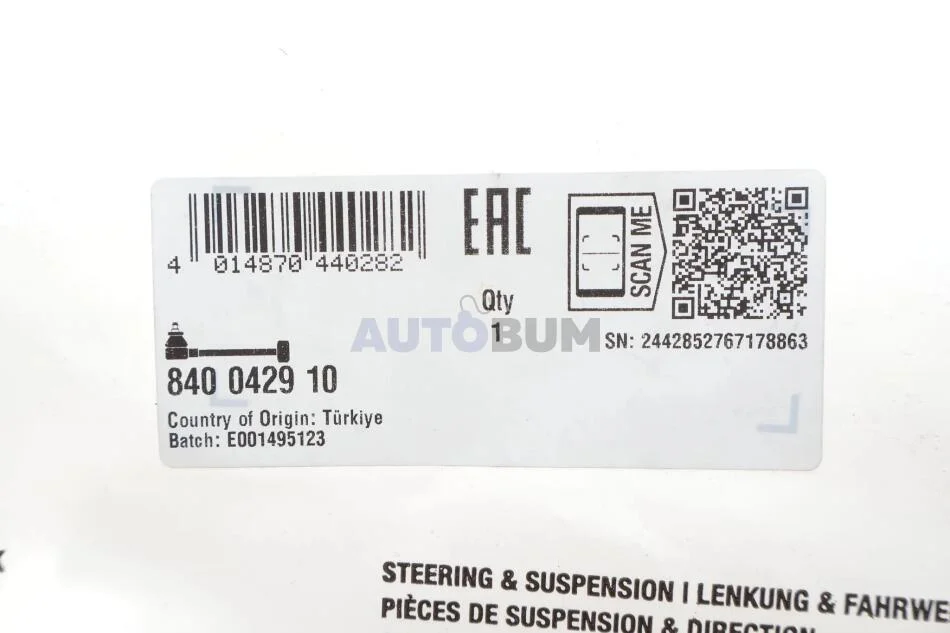 4 014870 440282
EAC
SCAN ME
Qty
1
AUTOBUM
SN: 2442852767178863
840 0429 10
Country of Origin: Türkiye
Batch: E001495123
STEERING & SUSPENSION | LENKUNG & FAHRWE
PIÈCES DE SUSPENSION & DIRECTION